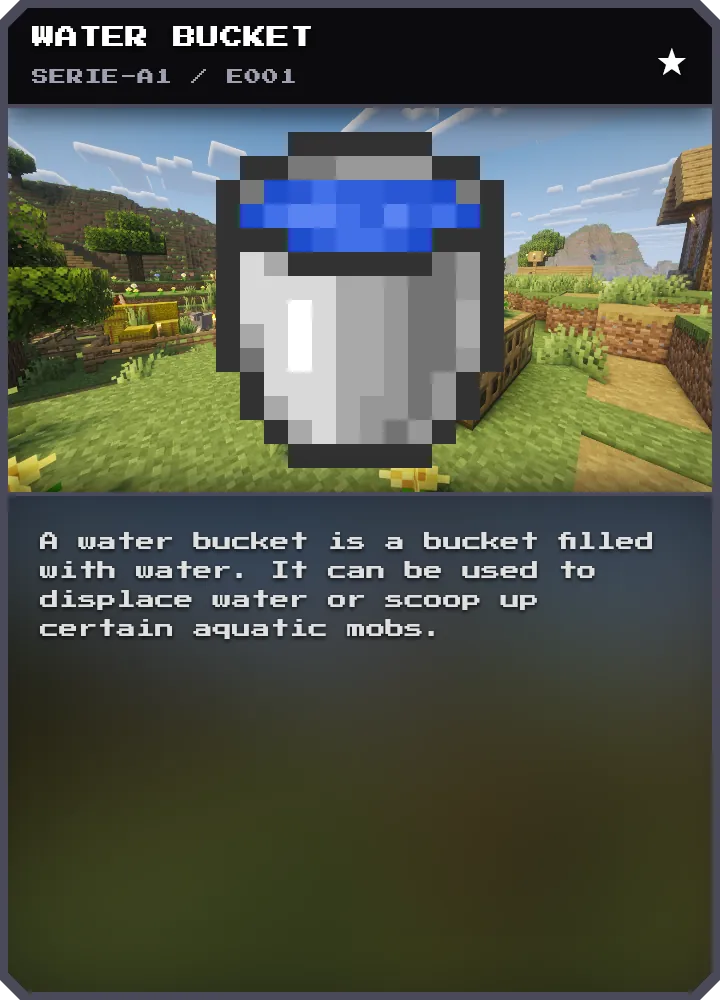 WATER BUCKET
SERIE-A1 / E001
A water bucket is a bucket filled
with water. It can be used to
displace water or scoop up
certain aquatic mobs.